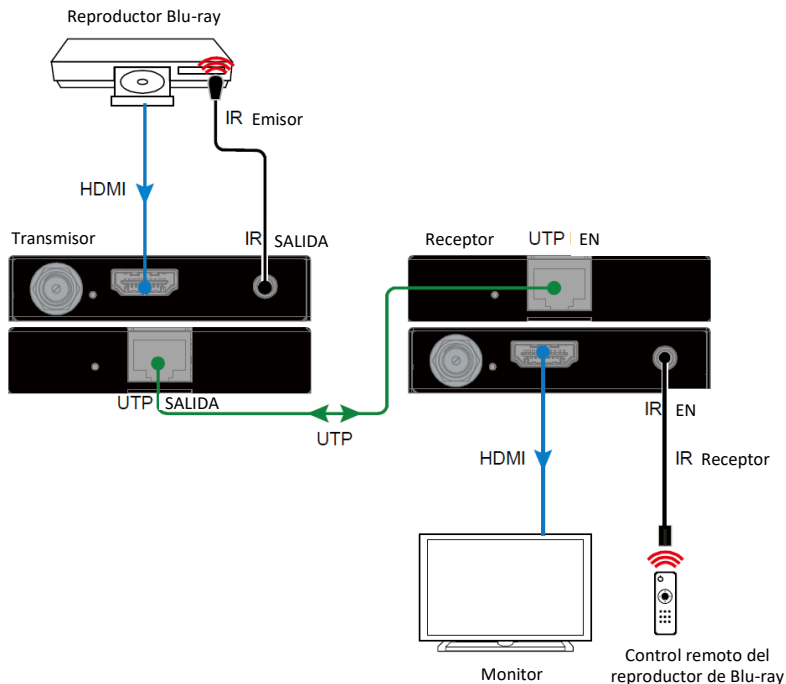 Reproductor Blu-ray
IR Emisor
HDMI
Transmisor
IR SALIDA
Receptor
UTP EN
UTP SALIDA
UTP
IR EN
HDMI
IR Receptor
Monitor
Control remoto del
reproductor de Blu-ray